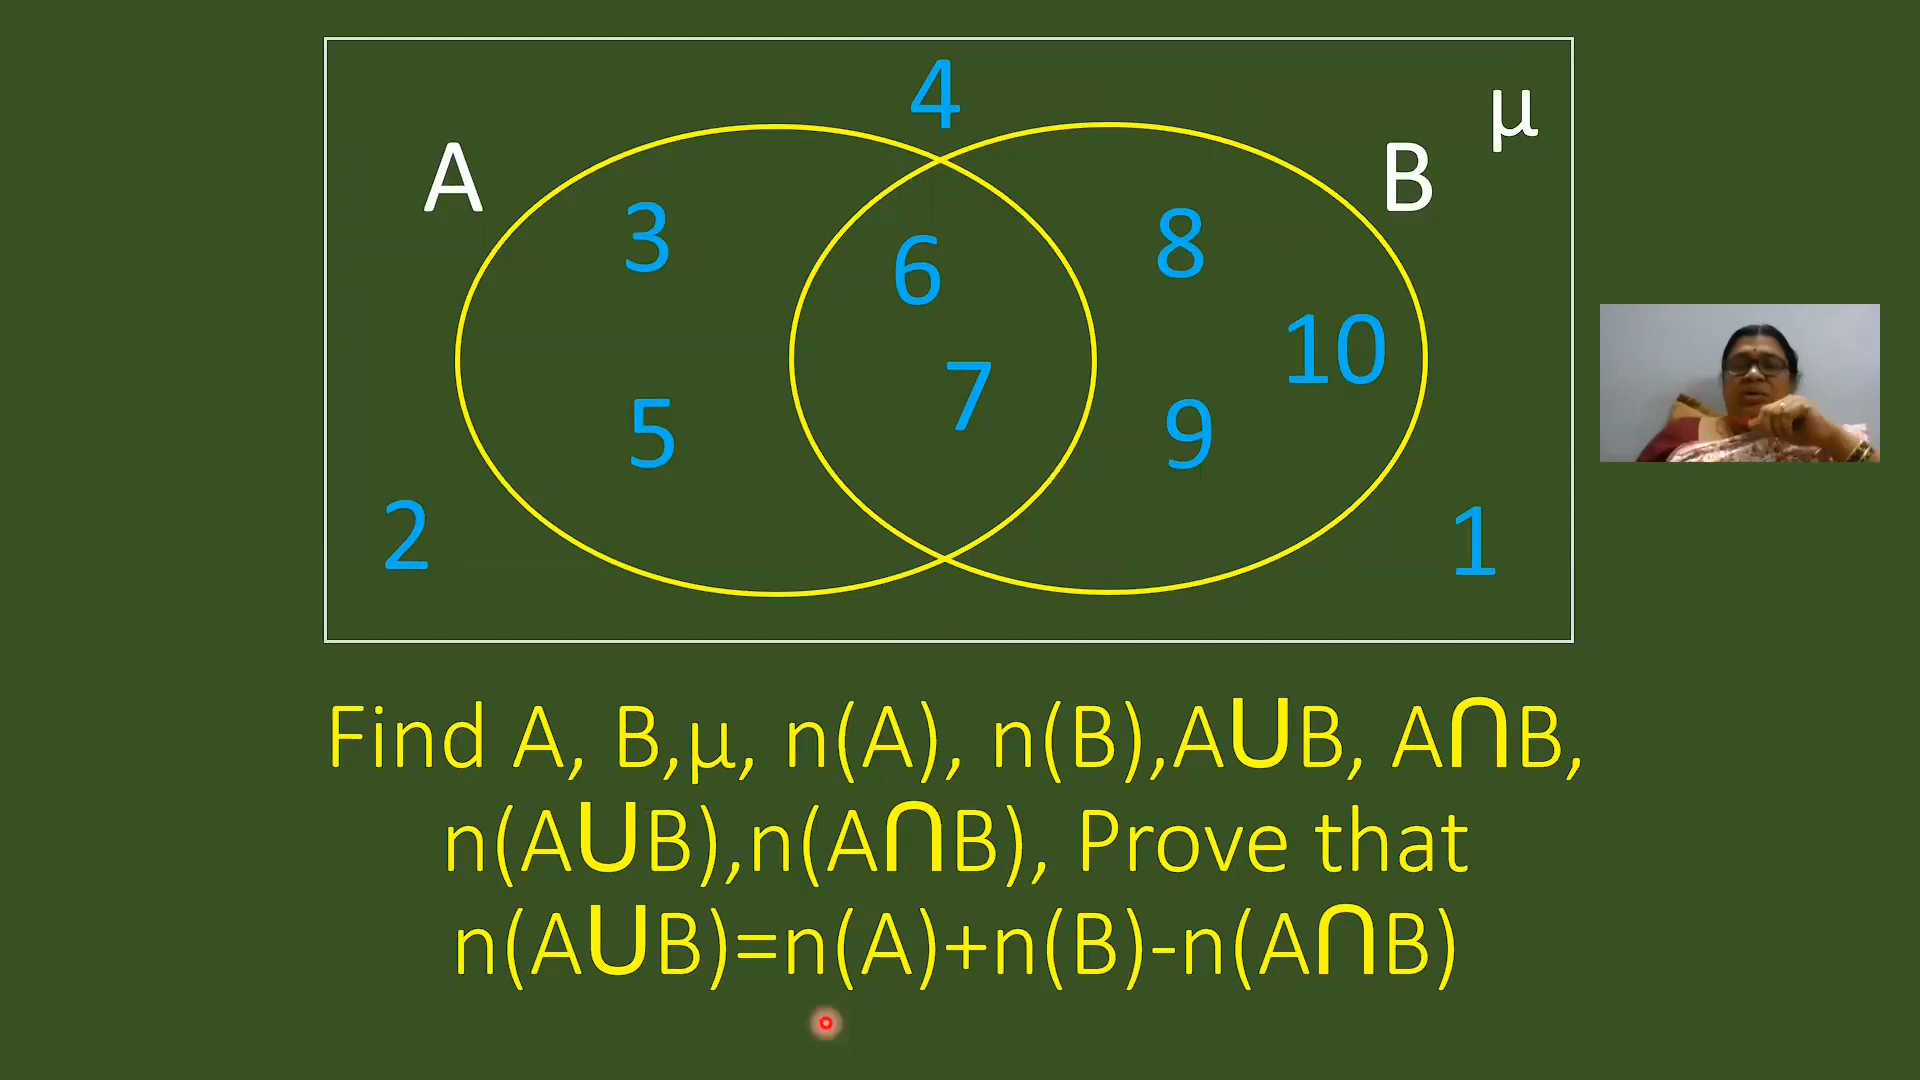 4
μ
A
B
3
8
6
10
7
5
9
2
1
Find A, B,μ, n(A), n(B),A∪B, A∩B,
n(A∪B),n(A∩B), Prove that
n(A∪B)=n(A)+n(B)-n(A∩B)